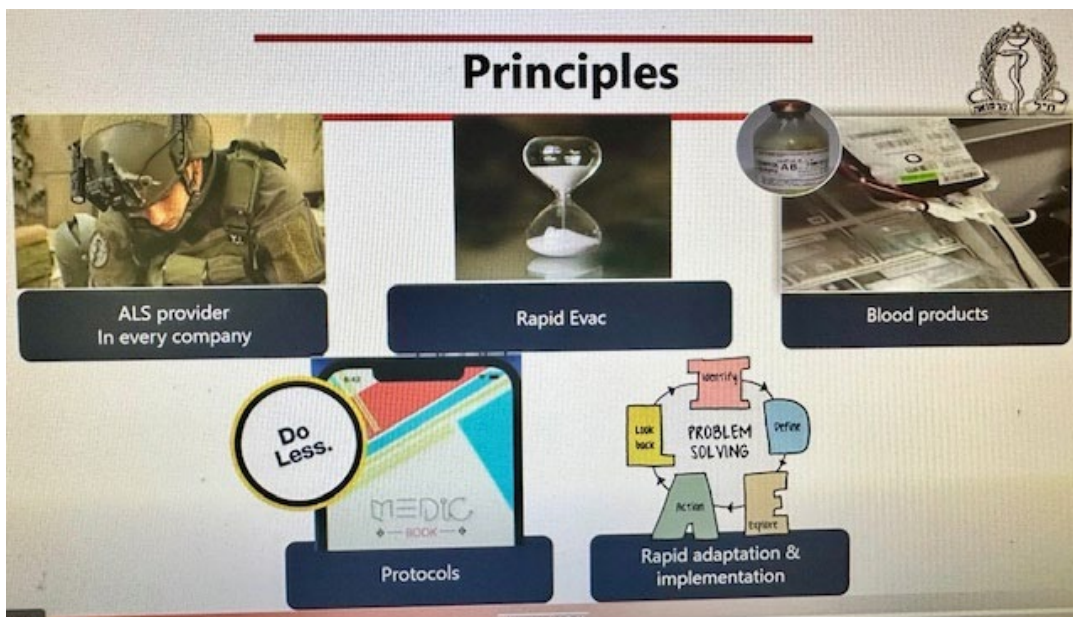 Principles
AB
O
ALS provider
In every company
Rapid Evac
Blood products
Do
Less.
MEDIC
BOOK
Identify
Define
Explore
Action
Look
back
PROBLEM
SOLVING
Protocols
Rapid adaptation &
implementation